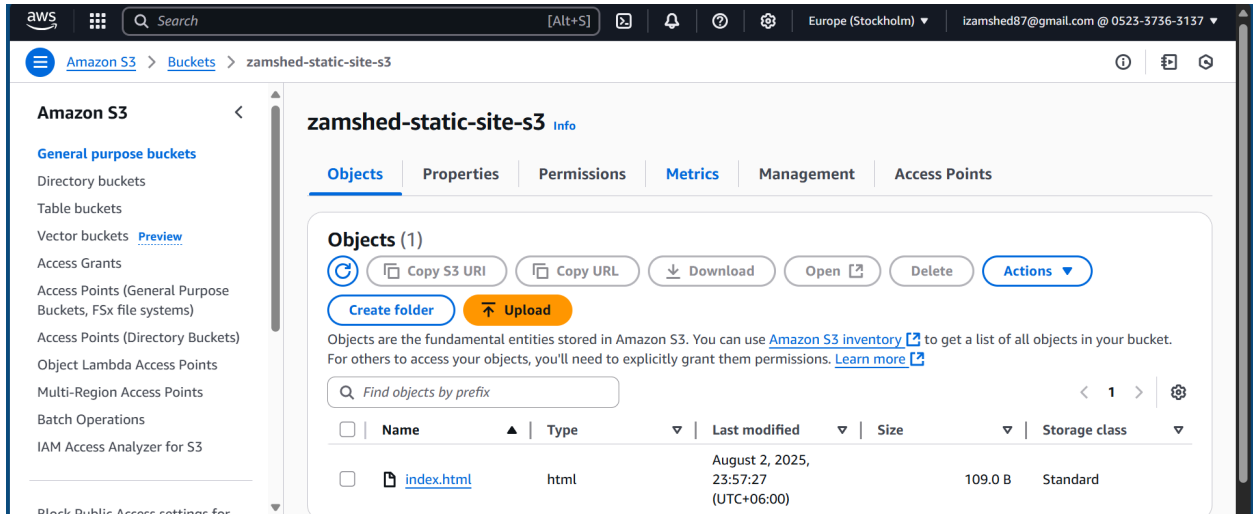 aws
Search [Alt+S] Europe (Stockholm) izamshed87@gmail.com @ 0523-3736-3137
Amazon S3 > Buckets > zamshed-static-site-s3
Amazon S3
General purpose buckets
Directory buckets
Table buckets
Vector buckets Preview
Access Grants
Access Points (General Purpose
Buckets, FSx file systems)
Access Points (Directory Buckets)
Object Lambda Access Points
Multi-Region Access Points
Batch Operations
IAM Access Analyzer for S3
Block Public Access settings for
zamshed-static-site-s3 Info
Objects Properties Permissions Metrics Management Access Points
Objects (1)
Copy S3 URI Copy URL Download Open Delete Actions
Create folder Upload
Objects are the fundamental entities stored in Amazon S3. You can use Amazon S3 inventory to get a list of all objects in your bucket.
For others to access your objects, you'll need to explicitly grant them permissions. Learn more
Find objects by prefix 1
Name Type Last modified Size Storage class
index.html html August 2, 2025, 109.0 B Standard
23:57:27
(UTC+06:00)